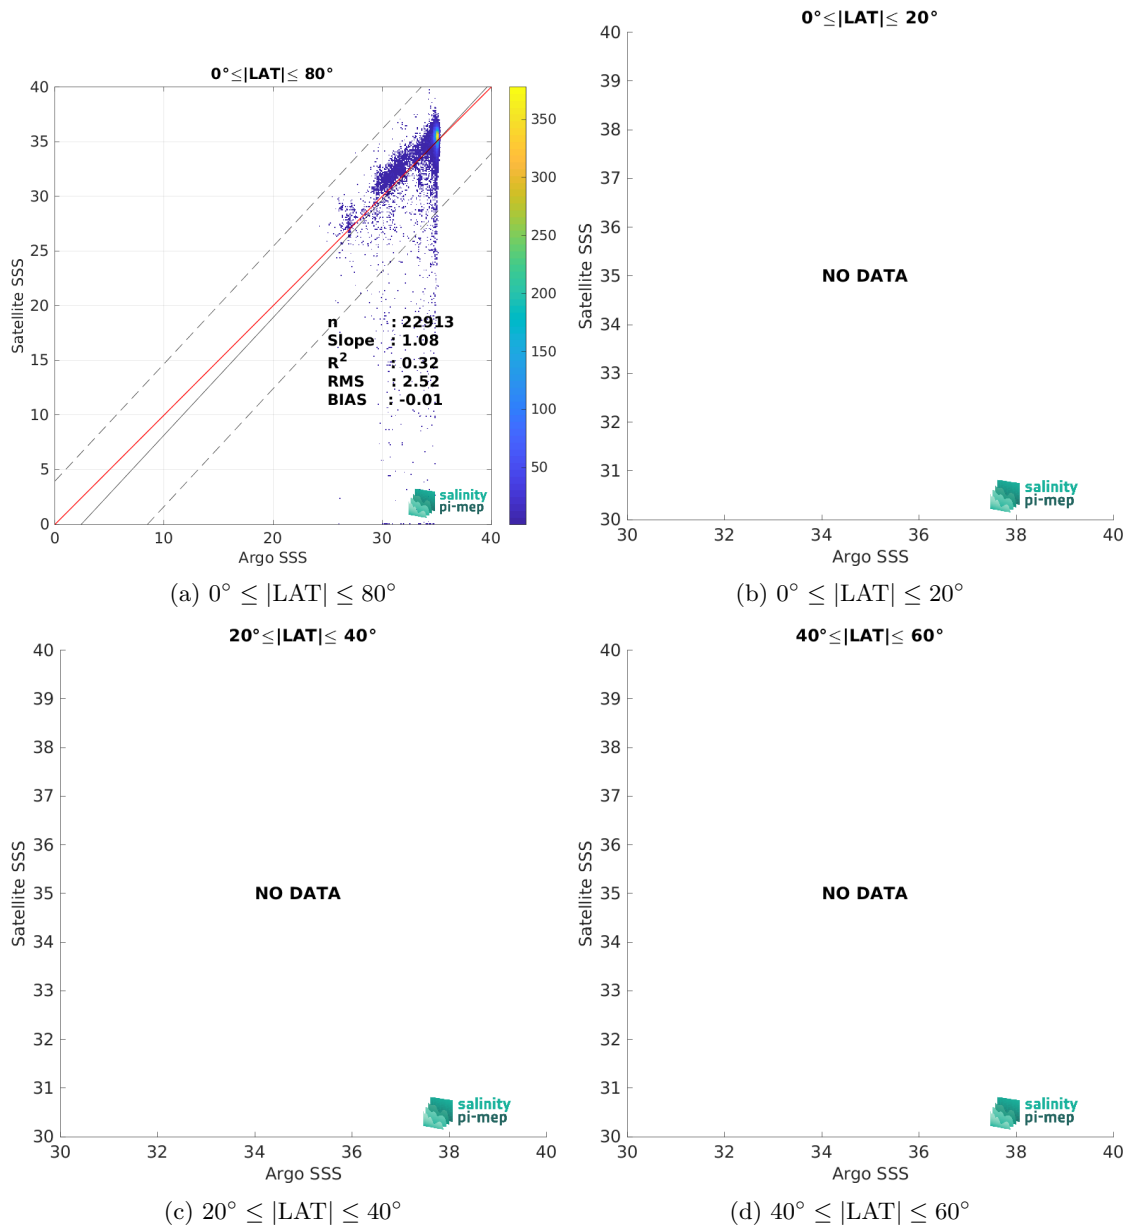 0°≤|LAT|≤ 80°
40
35
30
25
20
15
10
5
0
Satellite SSS
n : 22913
Slope : 1.08
R² : 0.32
RMS : 2.52
BIAS : -0.01
salinity
pi-mep
0 10 20 30 40
Argo SSS
350
300
250
200
150
100
50
(a) 0° ≤ |LAT| ≤ 80°
0°≤|LAT|≤ 20°
40
39
38
37
36
35
34
33
32
31
30
Satellite SSS
NO DATA
salinity
pi-mep
30 32 34 36 38 40
Argo SSS
(b) 0° ≤ |LAT| ≤ 20°
20°≤|LAT|≤ 40°
40
39
38
37
36
35
34
33
32
31
30
Satellite SSS
NO DATA
salinity
pi-mep
30 32 34 36 38 40
Argo SSS
(c) 20° ≤ |LAT| ≤ 40°
40°≤|LAT|≤ 60°
40
39
38
37
36
35
34
33
32
31
30
Satellite SSS
NO DATA
salinity
pi-mep
30 32 34 36 38 40
Argo SSS
(d) 40° ≤ |LAT| ≤ 60°